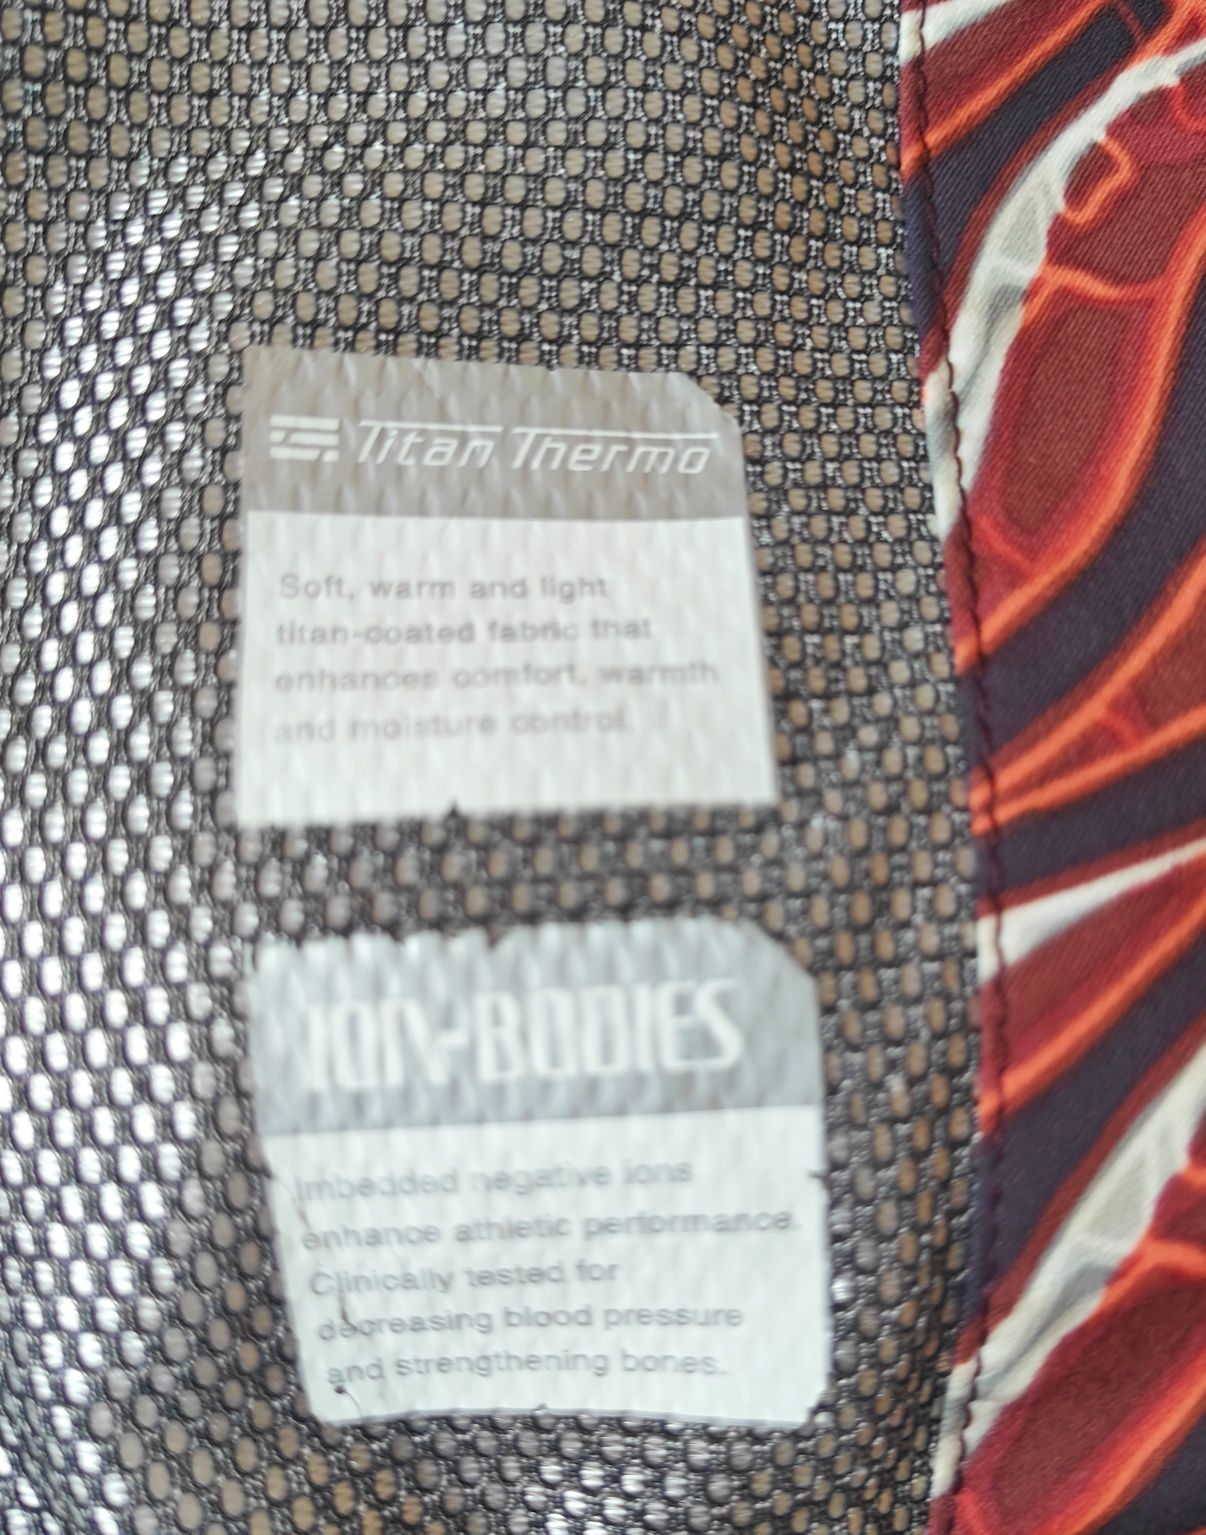 Titan Thermo
Soft, warm and light
titan-coated fabric that
enhances comfort, warmth
and moisture control.
ION-BODIES
Imbedded negative ions
enhance athletic performance.
Clinically tested for
decreasing blood pressure
and strengthening bones.